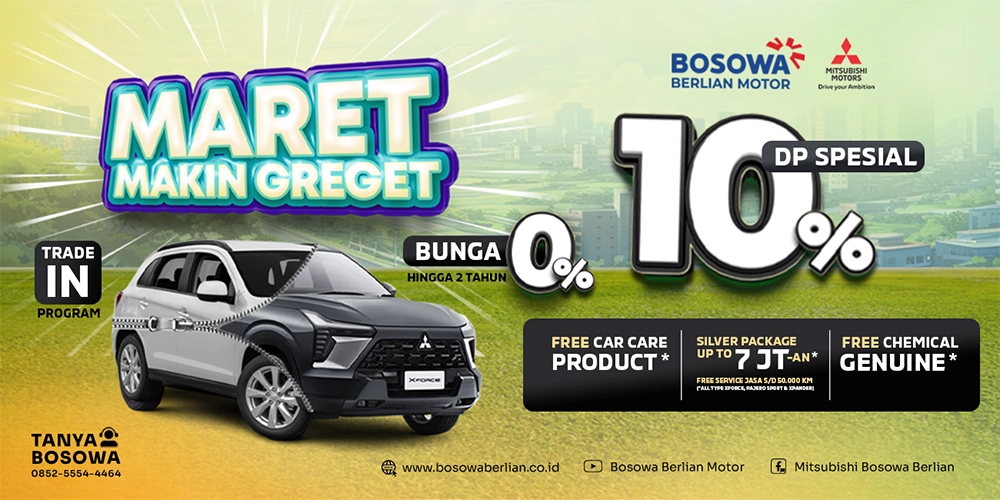 MARET
MAKIN GREGET
BOSOWA
BERLIAN MOTOR
MITSUBISHI
MOTORS
Drive your Ambition
10%
DP SPESIAL
BUNGA 0%
HINGGA 2 TAHUN
TRADE
IN
PROGRAM
XFORCE
FREE CAR CARE
PRODUCT*
SILVER PACKAGE
UP TO 7 JT-AN*
FREE SERVICE JASA S/D 50.000 KM
(*ALL TYPE XFORCE, PAJERO SPORT & XPANDER)
FREE CHEMICAL
GENUINE*
TANYA
BOSOWA
0852-5554-4464
www.bosowaberlian.co.id
Bosowa Berlian Motor
Mitsubishi Bosowa Berlian